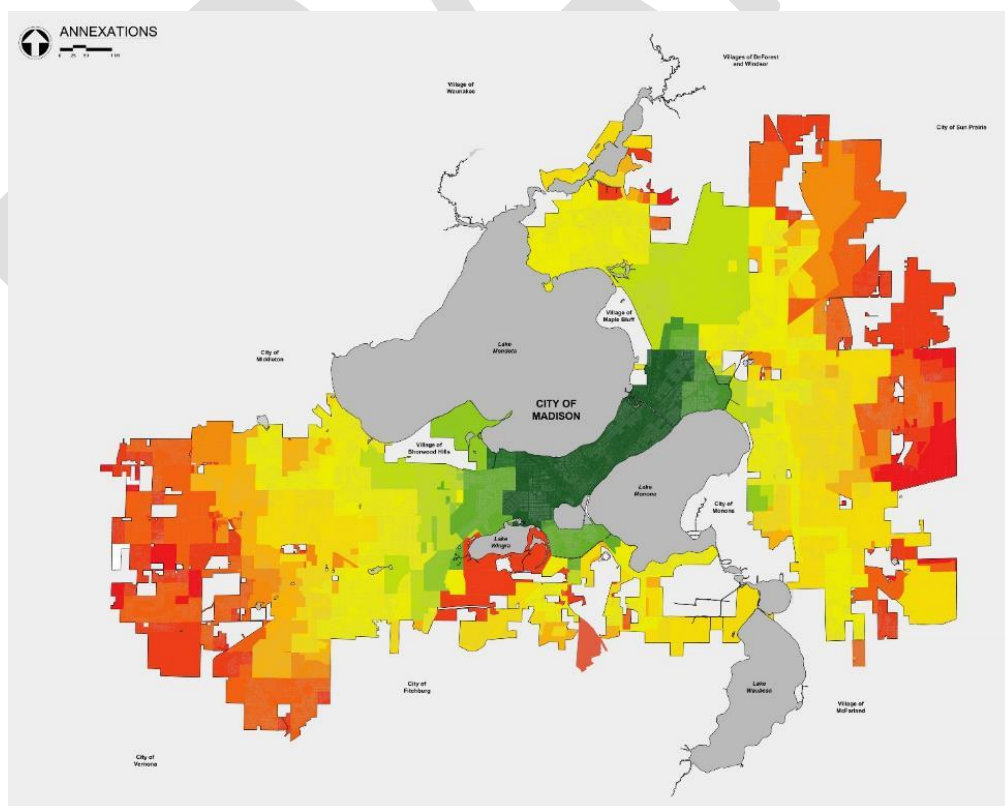 ANNEXATIONS
Villages of DeForest
and Windsor
Village of
Waunakee
City of Sun Prairie
Village of
Maple Bluff
Lake
Mendota
City of
Middleton
CITY OF
MADISON
Village of
Shorewood Hills
Lake
Monona
City of
Monona
Lake
Wingra
City of
Fitchburg
Lake
Waubesa
Village of
McFarland
City of
Verona